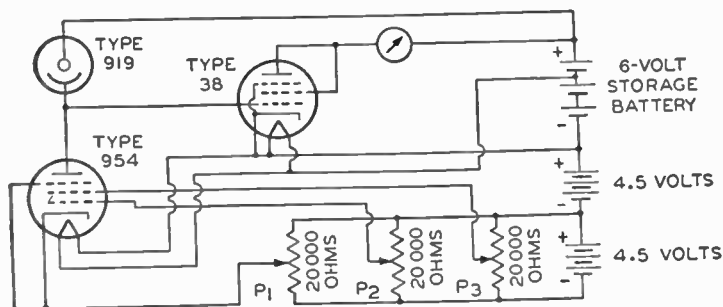 TYPE
919
TYPE
38
+
6-VOLT
STORAGE
BATTERY
-
TYPE
954
+
4.5 VOLTS
-
P1
20000
OHMS
P2
20000
OHMS
P3
20000
OHMS
+
4.5 VOLTS
-